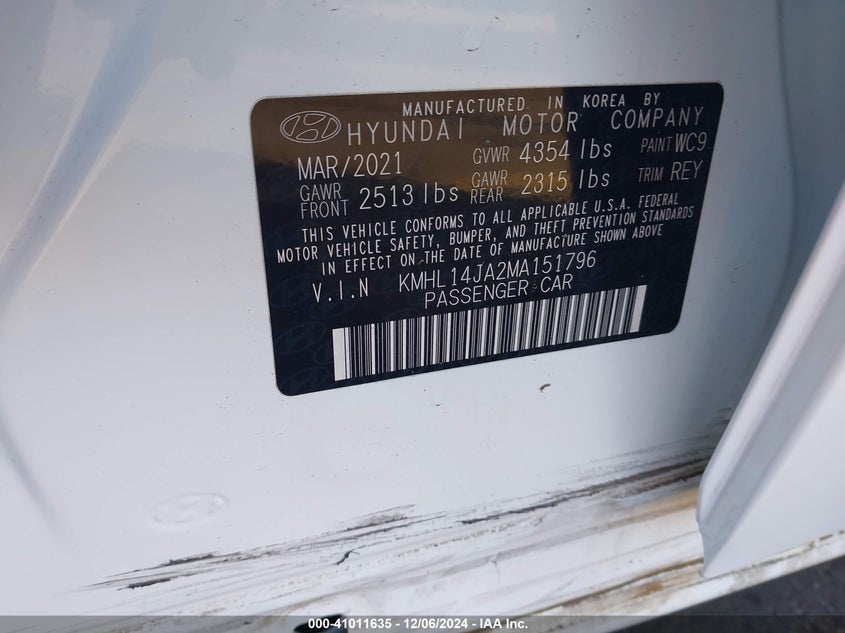 MANUFACTURED IN KOREA BY
HYUNDAI MOTOR COMPANY
MAR/2021 GVWR 4354 lbs PAINT WC9
GAWR FRONT 2513 lbs GAWR REAR 2315 lbs TRIM REY
THIS VEHICLE CONFORMS TO ALL APPLICABLE U.S.A. FEDERAL
MOTOR VEHICLE SAFETY, BUMPER, AND THEFT PREVENTION STANDARDS
IN EFFECT ON THE DATE OF MANUFACTURE SHOWN ABOVE
V.I.N KMHL14JA2MA151796
PASSENGER CAR
000-41011635 - 12/06/2024 - IAA Inc.